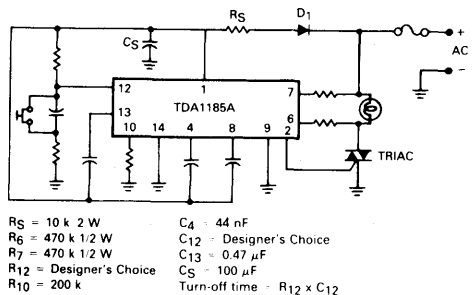 RS
D1
CS
+
AC
−
12
1
7
TDA1185A
13
6
10
14
4
8
9
2
TRIAC
RS = 10 k 2 W
R6 = 470 k 1/2 W
R7 = 470 k 1/2 W
R12 = Designer's Choice
R10 = 200 k
C4 = 44 nF
C12 = Designer's Choice
C13 = 0.47 µF
CS = 100 µF
Turn-off time = R12 x C12